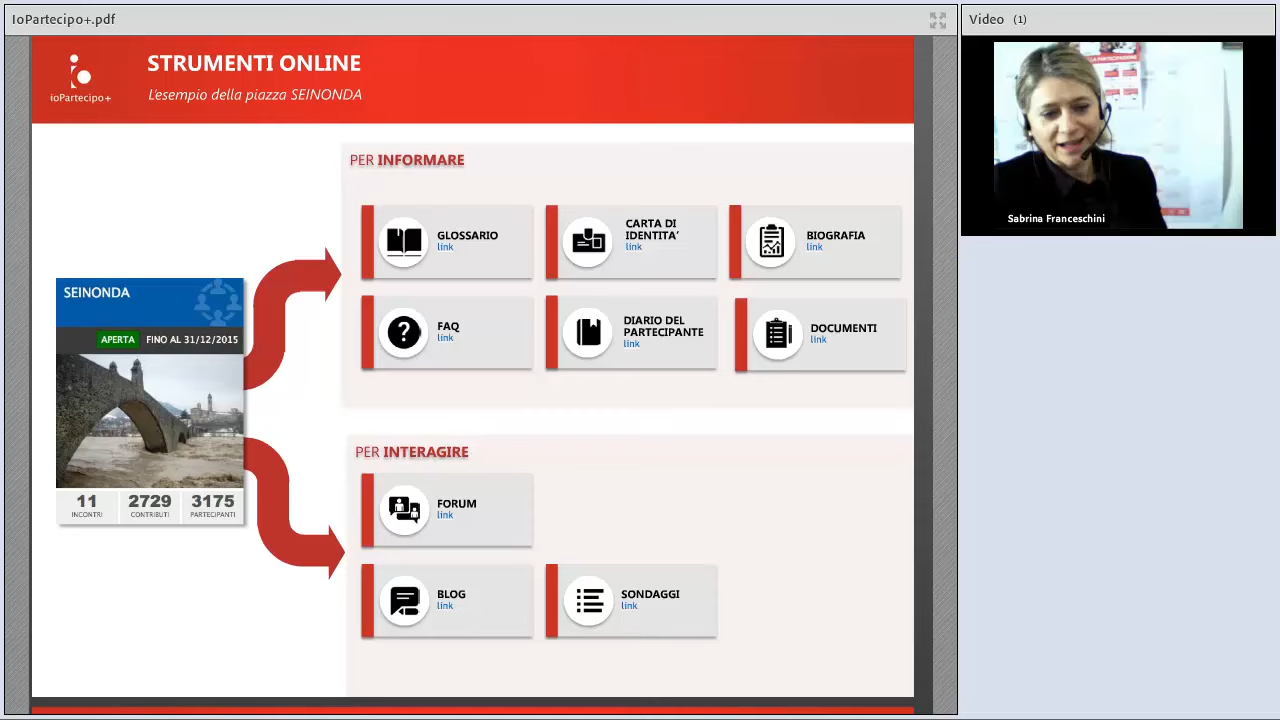 IoPartecipo+.pdf
Video (1)
ioPartecipo+
STRUMENTI ONLINE
L'esempio della piazza SEINONDA
LA PARTECIPAZIONE
Sabrina Franceschini
PER INFORMARE
GLOSSARIO
link
CARTA DI
IDENTITA'
link
BIOGRAFIA
link
FAQ
link
DIARIO DEL
PARTECIPANTE
link
DOCUMENTI
link
SEINONDA
APERTA FINO AL 31/12/2015
11 2729 3175
INCONTRI CONTRIBUTI PARTECIPANTI
PER INTERAGIRE
FORUM
link
BLOG
link
SONDAGGI
link